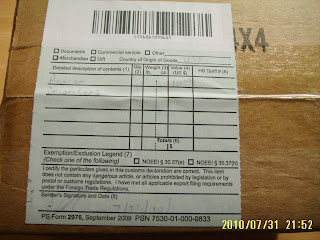 4X4
Documents Commercial sample Other
Merchandise Gift Country of Origin of Goods
Detailed description of contents (1) Qty (2) Weight (3) lb. oz. Value (4) (US $) HS Tariff # (5)
Totals (6)
$
Exemption/Exclusion Legend (7)
(Check one of the following) NOEEI § 30.37(a) NOEEI § 30.37(h)
I certify the particulars given in this customs declaration are correct. This item
does not contain any dangerous article, or articles prohibited by legislation or by
postal or customs regulations. I have met all applicable export filing requirements
under the Foreign Trade Regulations.
Sender's Signature and Date (8)
PS Form 2976, September 2009 PSN 7530-01-000-9833
2010/07/31 21:52